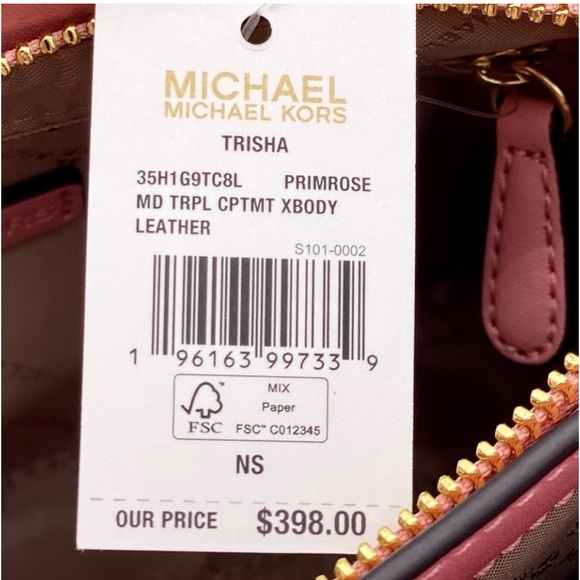 MICHAEL
MICHAEL KORS
TRISHA
35H1G9TC8L PRIMROSE
MD TRPL CPTMT XBODY
LEATHER
S101-0002
1 96163 99733 9
FSC™
MIX
Paper
FSC™ C012345
NS
OUR PRICE $398.00